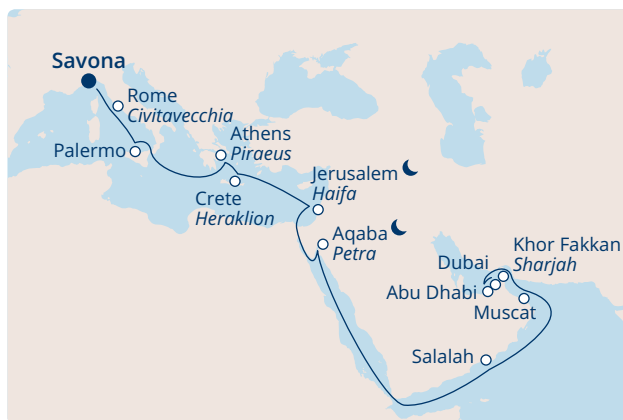 Savona
Rome
Civitavecchia
Palermo
Athens
Piraeus
Crete
Heraklion
Jerusalem
Haifa
Aqaba
Petra
Khor Fakkan
Sharjah
Dubai
Abu Dhabi
Muscat
Salalah